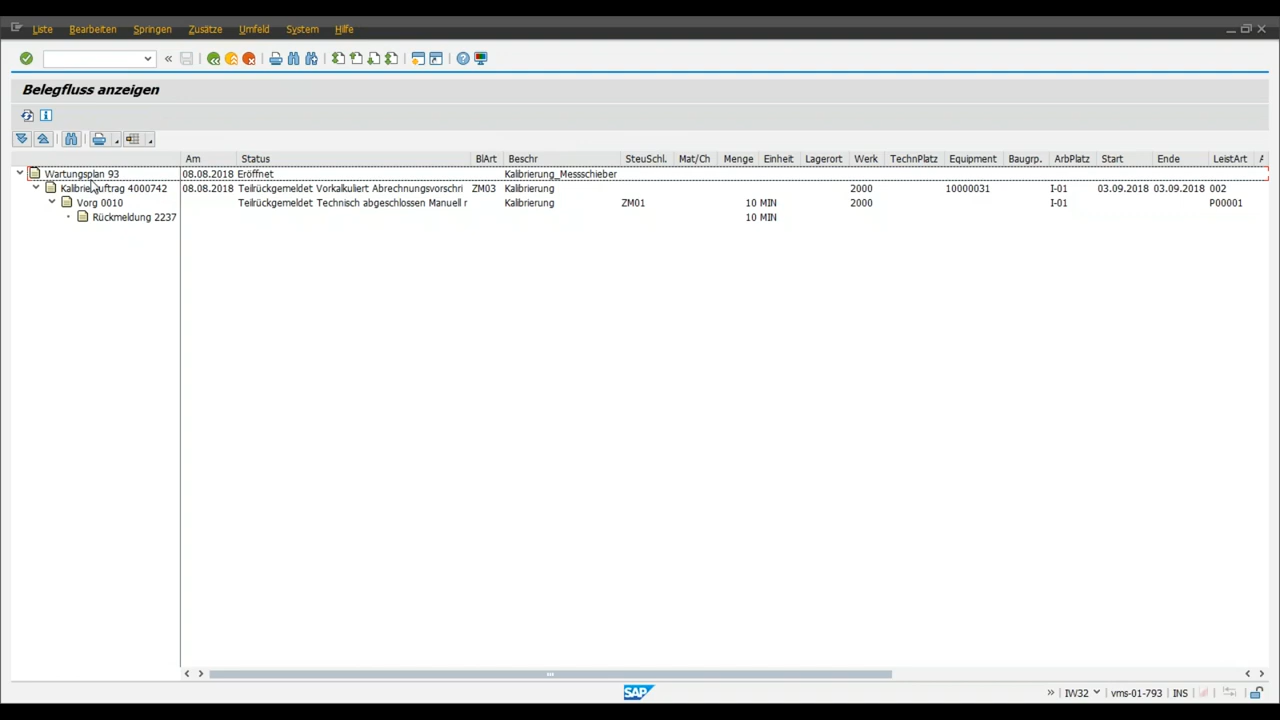 Liste Bearbeiten Springen Zusätze Umfeld System Hilfe
Belegfluss anzeigen
Am Status BlArt Beschr SteuSchl. Mat/Ch Menge Einheit Lagerort Werk TechnPlatz Equipment Baugrp. ArbPlatz Start Ende LeistArt A
Wartungsplan 93 08.08.2018 Eröffnet Kalibrierung_Messschieber
Kalibrierauftrag 4000742 08.08.2018 Teilrückgemeldet Vorkalkuliert Abrechnungsvorschri ZM03 Kalibrierung 2000 10000031 I-01 03.09.2018 03.09.2018 002
Vorg 0010 Teilrückgemeldet Technisch abgeschlossen Manuell r Kalibrierung ZM01 10 MIN 2000 I-01 P00001
Rückmeldung 2237 10 MIN
SAP
IW32 vms-01-793 INS